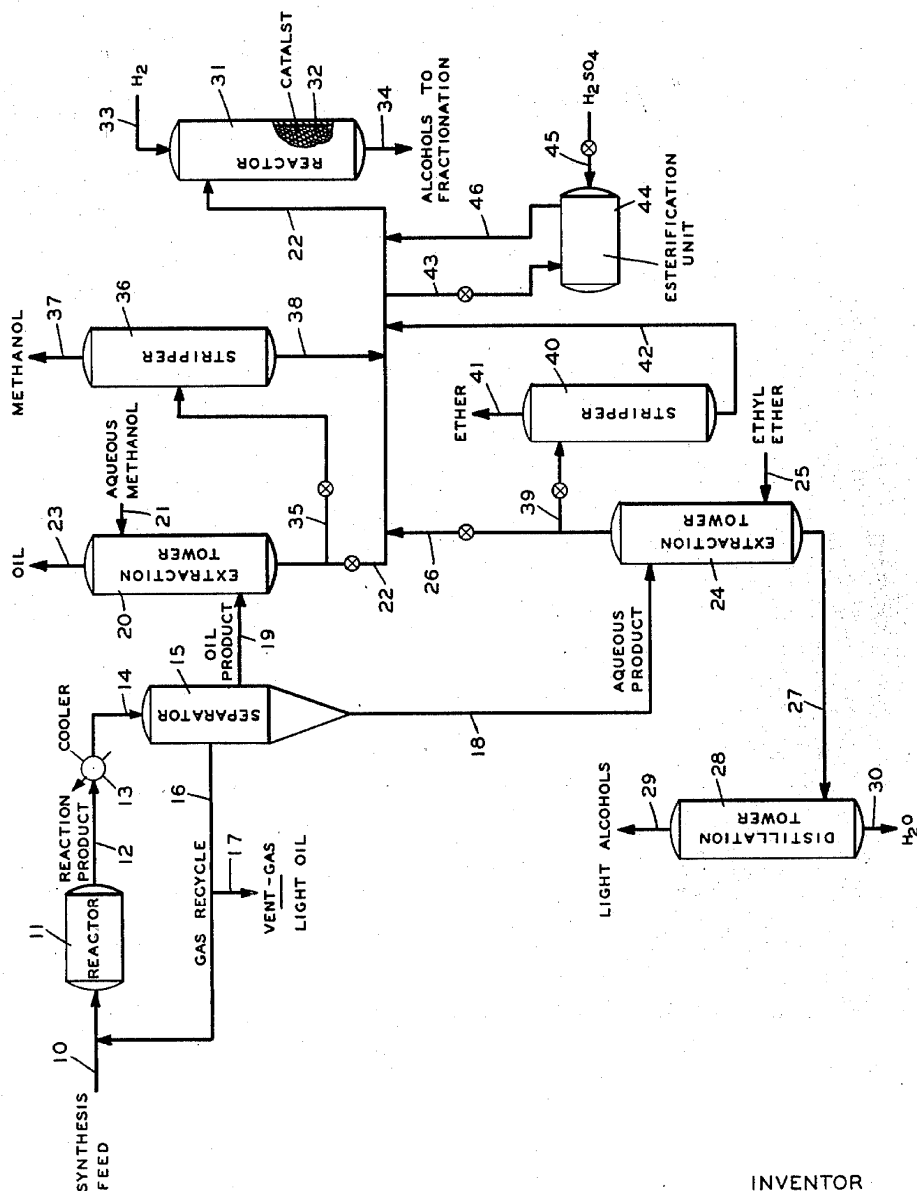 SYNTHESIS
FEED
10
11
REACTOR
REACTION
PRODUCT
12
COOLER
13
14
15
SEPARATOR
16
GAS RECYCLE
17
VENT-GAS
LIGHT OIL
18
OIL
PRODUCT
19
OIL
23
AQUEOUS
METHANOL
21
20
EXTRACTION
TOWER
35
22
METHANOL
37
36
STRIPPER
38
22
33
H2
31
CATALST
32
REACTOR
34
ALCOHOLS TO
FRACTIONATION
46
43
45
H2SO4
44
ESTERIFICATION
UNIT
42
ETHER
41
40
STRIPPER
39
26
AQUEOUS
PRODUCT
24
EXTRACTION
TOWER
ETHYL
ETHER
25
27
LIGHT ALCOHOLS
29
28
DISTILLATION
TOWER
30
H2O
INVENTOR